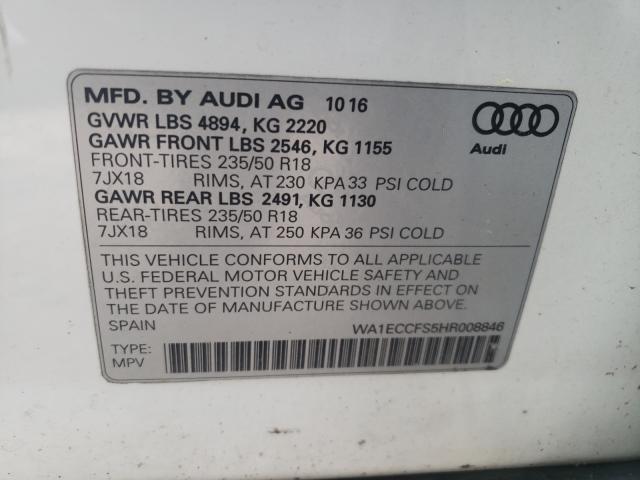 MFD. BY AUDI AG 10 16
GVWR LBS 4894, KG 2220
GAWR FRONT LBS 2546, KG 1155
FRONT-TIRES 235/50 R18
7JX18 RIMS, AT 230 KPA 33 PSI COLD
GAWR REAR LBS 2491, KG 1130
REAR-TIRES 235/50 R18
7JX18 RIMS, AT 250 KPA 36 PSI COLD
Audi
THIS VEHICLE CONFORMS TO ALL APPLICABLE
U.S. FEDERAL MOTOR VEHICLE SAFETY AND
THEFT PREVENTION STANDARDS IN EFFECT ON
THE DATE OF MANUFACTURE SHOWN ABOVE.
SPAIN WA1ECCFS5HR008846
TYPE:
MPV